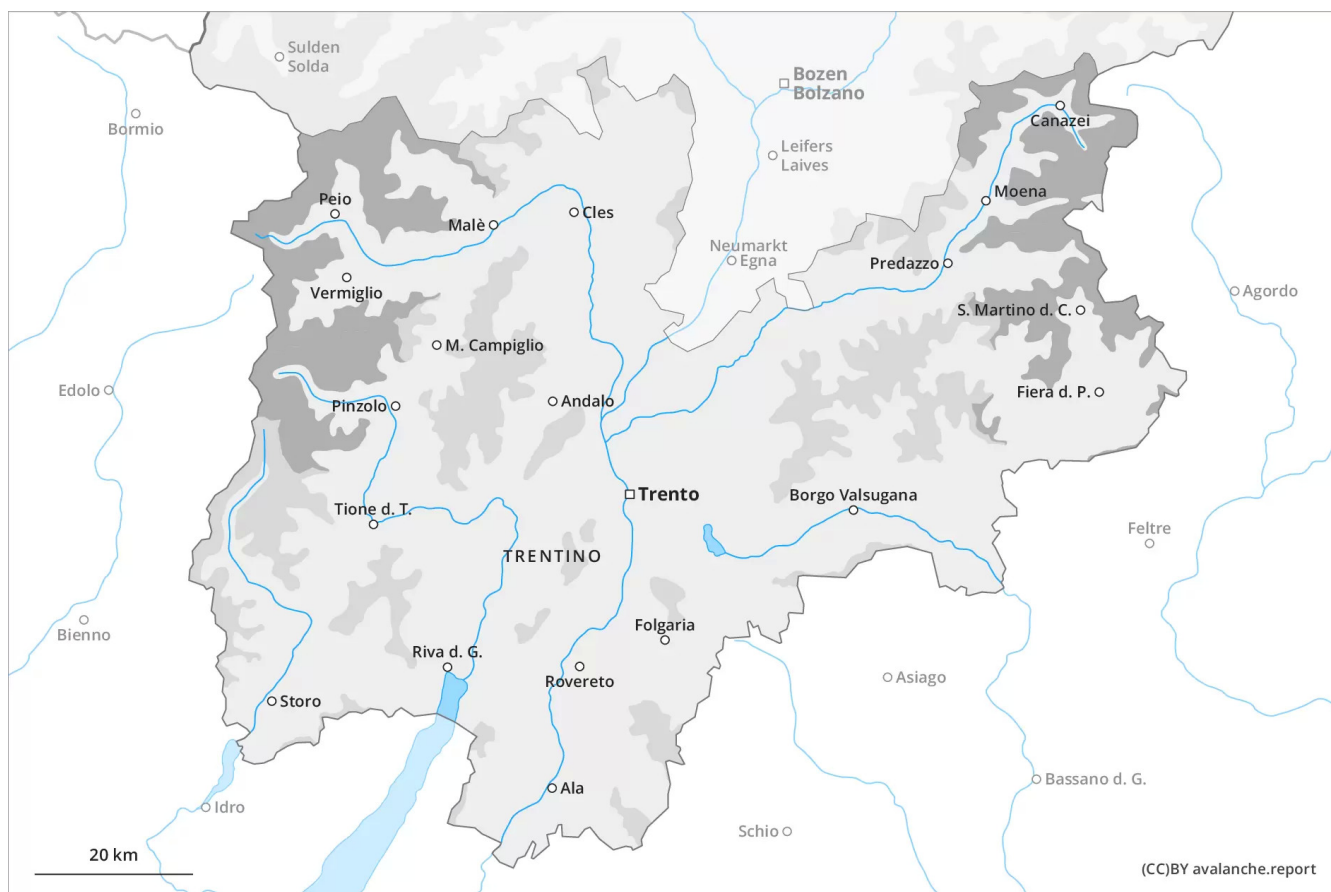 Sulden
Solda
Bozen
Bolzano
Bormio
Canazei
Leifers
Laives
Peio
Moena
Malè
Cles
Neumarkt
Egna
Predazzo
Vermiglio
Agordo
S. Martino d. C.
M. Campiglio
Edolo
Pinzolo
Andalo
Fiera d. P.
Trento
Borgo Valsugana
Tione d. T.
Feltre
TRENTINO
Bienno
Folgaria
Riva d. G.
Rovereto
Asiago
Storo
Bassano d. G.
Ala
Idro
Schio
20 km
(CC)BY avalanche.report